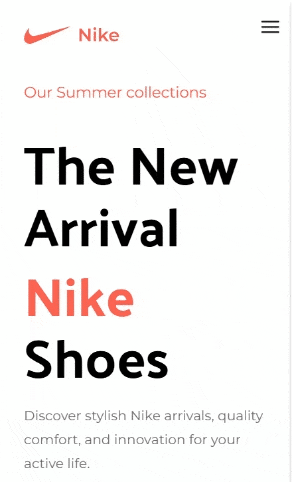 Nike
Our Summer collections
The New
Arrival
Nike
Shoes
Discover stylish Nike arrivals, quality
comfort, and innovation for your
active life.